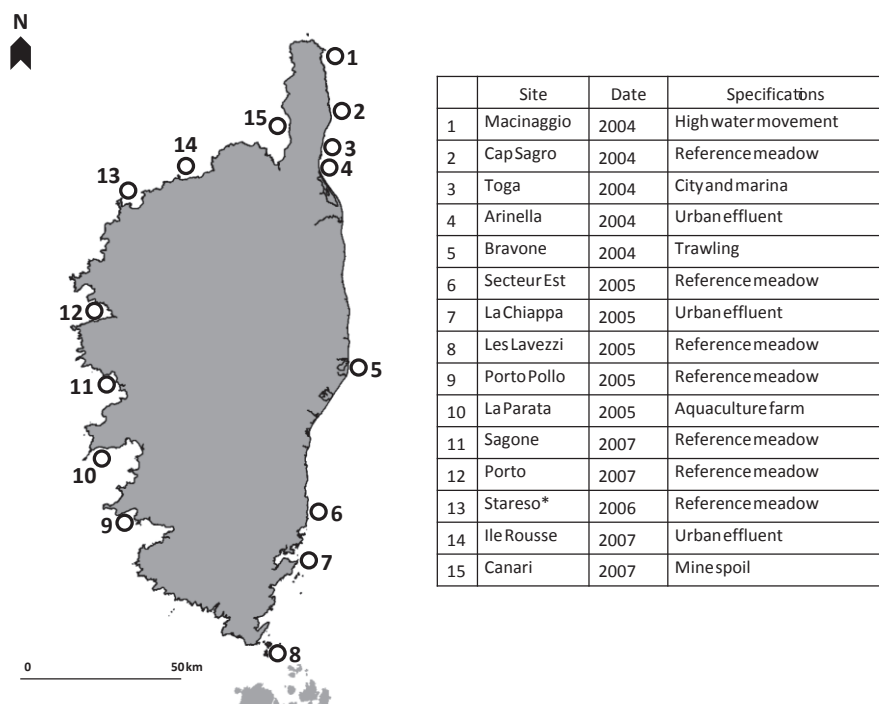 N
1
2
15
3
14
4
13
12
5
11
10
6
9
7
8
0 50 km
Site Date Specifications
1 Macinaggio 2004 High water movement
2 Cap Sagro 2004 Reference meadow
3 Toga 2004 City and marina
4 Arinella 2004 Urban effluent
5 Bravone 2004 Trawling
6 Secteur Est 2005 Reference meadow
7 La Chiappa 2005 Urban effluent
8 Les Lavezzi 2005 Reference meadow
9 Porto Pollo 2005 Reference meadow
10 La Parata 2005 Aquaculture farm
11 Sagone 2007 Reference meadow
12 Porto 2007 Reference meadow
13 Stareso* 2006 Reference meadow
14 Ile Rousse 2007 Urban effluent
15 Canari 2007 Mine spoil